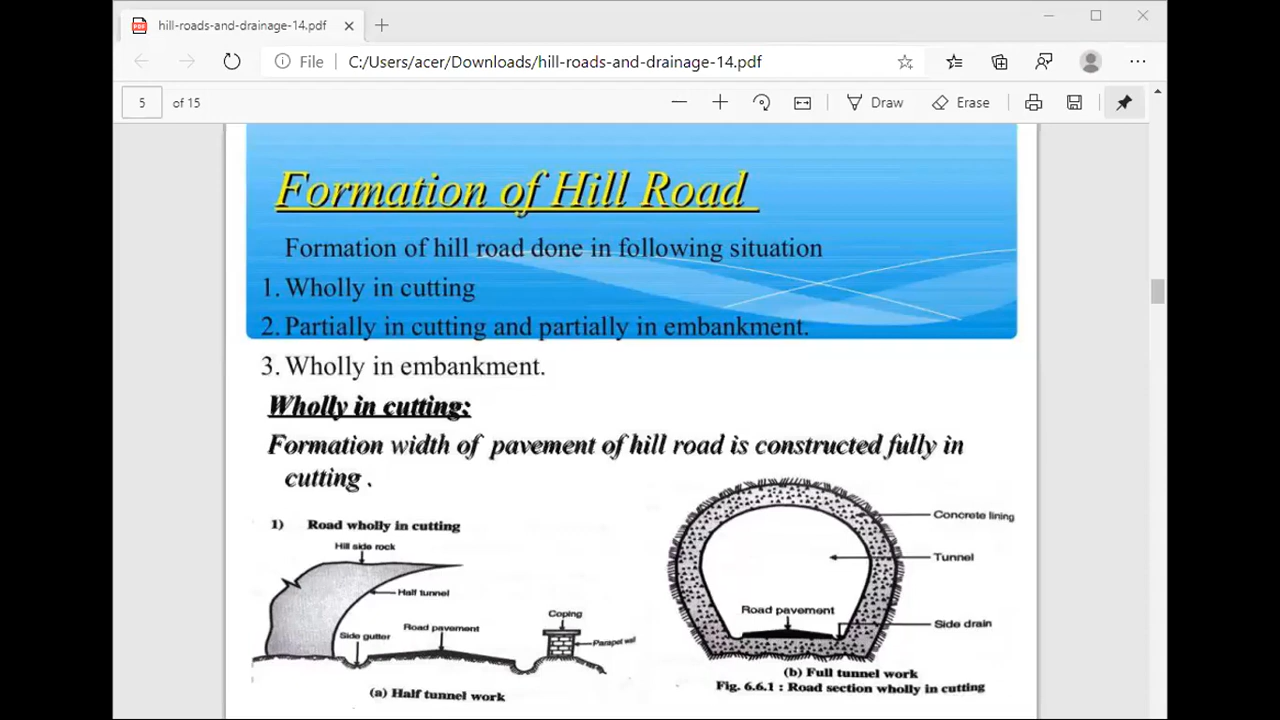 hill-roads-and-drainage-14.pdf
File C:/Users/acer/Downloads/hill-roads-and-drainage-14.pdf
5 of 15
Draw
Erase
Formation of Hill Road
Formation of hill road done in following situation
1. Wholly in cutting
2. Partially in cutting and partially in embankment.
3. Wholly in embankment.
Wholly in cutting:
Formation width of pavement of hill road is constructed fully in
cutting .
1) Road wholly in cutting
Hill side rock
Half tunnel
Side gutter
Road pavement
Coping
Parapet wall
(a) Half tunnel work
Concrete lining
Tunnel
Road pavement
Side drain
(b) Full tunnel work
Fig. 6.6.1 : Road section wholly in cutting